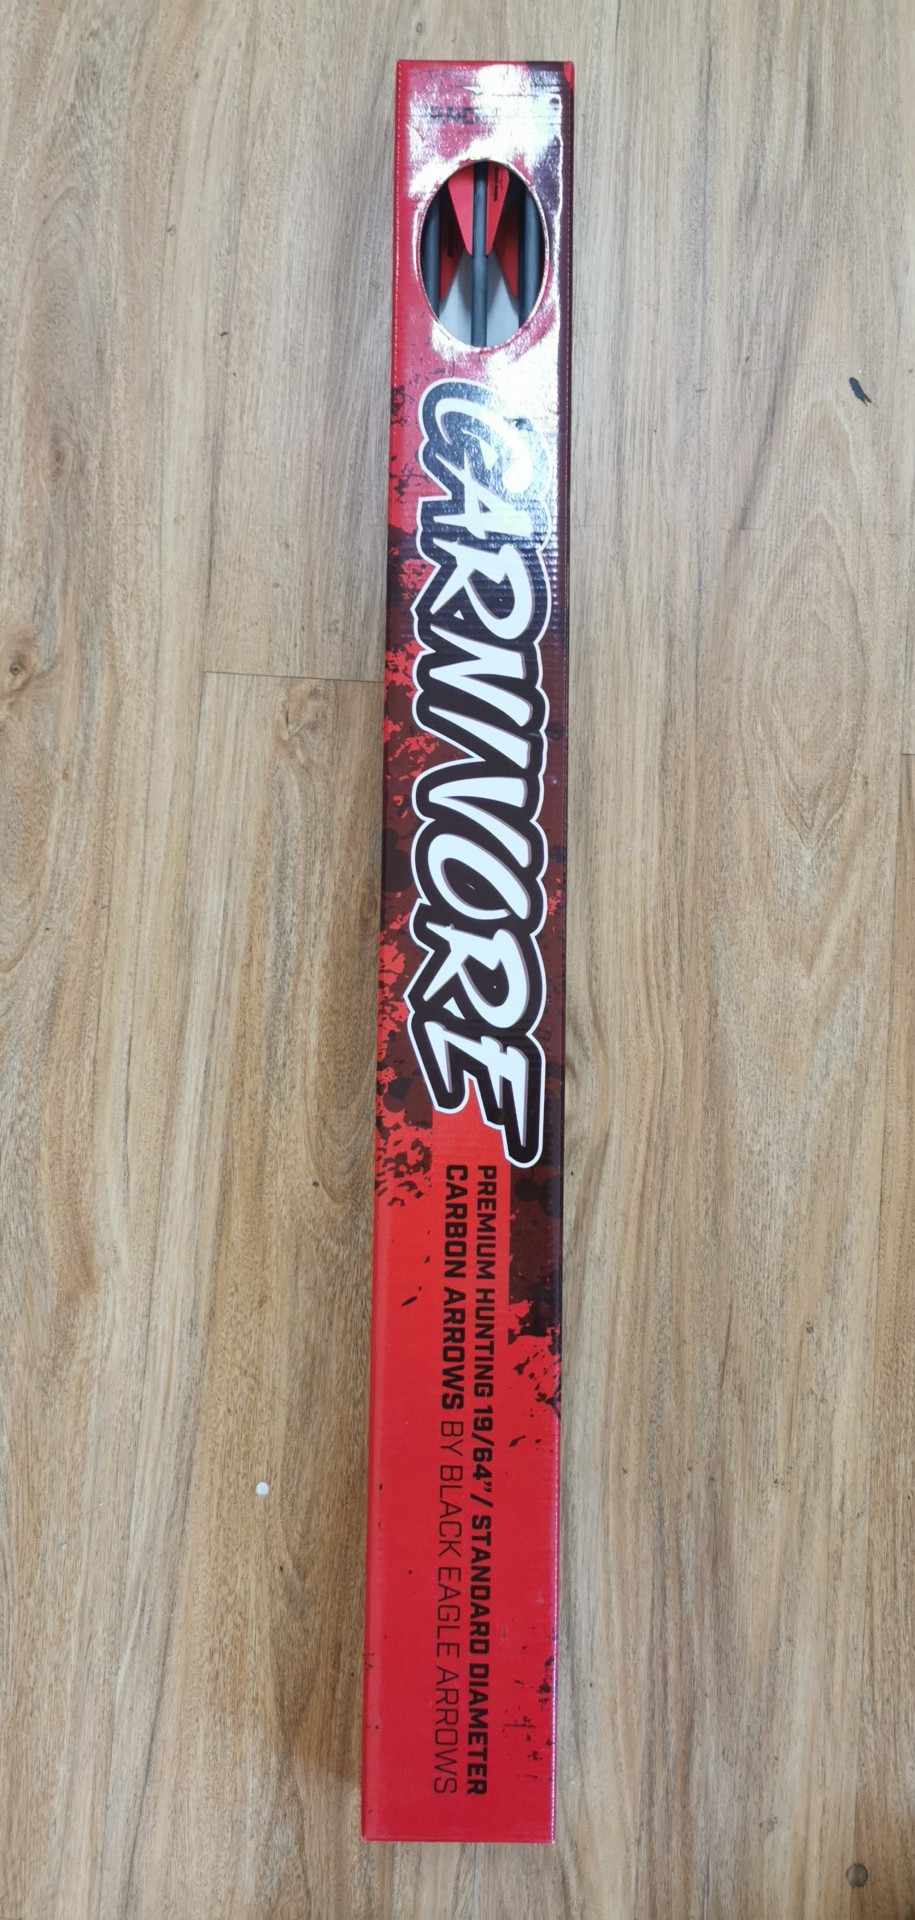 CARNIVORE
PREMIUM HUNTING 19/64”/ STANDARD DIAMETER
CARBON ARROWS BY BLACK EAGLE ARROWS